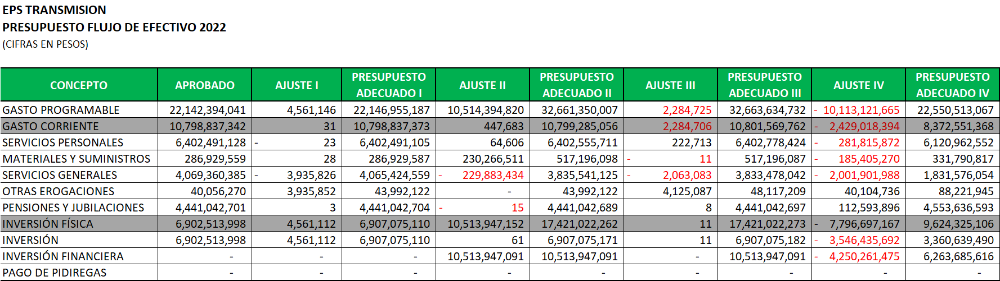 EPS TRANSMISION
PRESUPUESTO FLUJO DE EFECTIVO 2022
(CIFRAS EN PESOS)
CONCEPTO APROBADO AJUSTE I PRESUPUESTO ADECUADO I AJUSTE II PRESUPUESTO ADECUADO II AJUSTE III PRESUPUESTO ADECUADO III AJUSTE IV PRESUPUESTO ADECUADO IV
GASTO PROGRAMABLE 22,142,394,041 4,561,146 22,146,955,187 10,514,394,820 32,661,350,007 2,284,725 32,663,634,732 - 10,113,121,665 22,550,513,067
GASTO CORRIENTE 10,798,837,342 31 10,798,837,373 447,683 10,799,285,056 2,284,706 10,801,569,762 - 2,429,018,394 8,372,551,368
SERVICIOS PERSONALES 6,402,491,128 - 23 6,402,491,105 64,606 6,402,555,711 222,713 6,402,778,424 - 281,815,872 6,120,962,552
MATERIALES Y SUMINISTROS 286,929,559 28 286,929,587 230,266,511 517,196,098 - 11 517,196,087 - 185,405,270 331,790,817
SERVICIOS GENERALES 4,069,360,385 - 3,935,826 4,065,424,559 - 229,883,434 3,835,541,125 - 2,063,083 3,833,478,042 - 2,001,901,988 1,831,576,054
OTRAS EROGACIONES 40,056,270 3,935,852 43,992,122 - 43,992,122 4,125,087 48,117,209 40,104,736 88,221,945
PENSIONES Y JUBILACIONES 4,441,042,701 3 4,441,042,704 - 15 4,441,042,689 8 4,441,042,697 112,593,896 4,553,636,593
INVERSIÓN FÍSICA 6,902,513,998 4,561,112 6,907,075,110 10,513,947,152 17,421,022,262 11 17,421,022,273 - 7,796,697,167 9,624,325,106
INVERSIÓN 6,902,513,998 4,561,112 6,907,075,110 61 6,907,075,171 11 6,907,075,182 - 3,546,435,692 3,360,639,490
INVERSIÓN FINANCIERA - - - 10,513,947,091 10,513,947,091 - 10,513,947,091 - 4,250,261,475 6,263,685,616
PAGO DE PIDIREGAS - - - - - - - - -